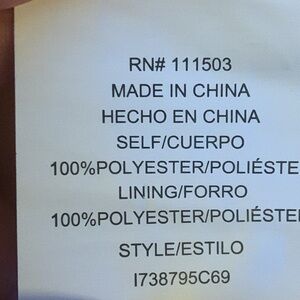 RN# 111503
MADE IN CHINA
HECHO EN CHINA
SELF/CUERPO
100%POLYESTER/POLIÉSTE
LINING/FORRO
100%POLYESTER/POLIÉSTE
STYLE/ESTILO
I738795C69